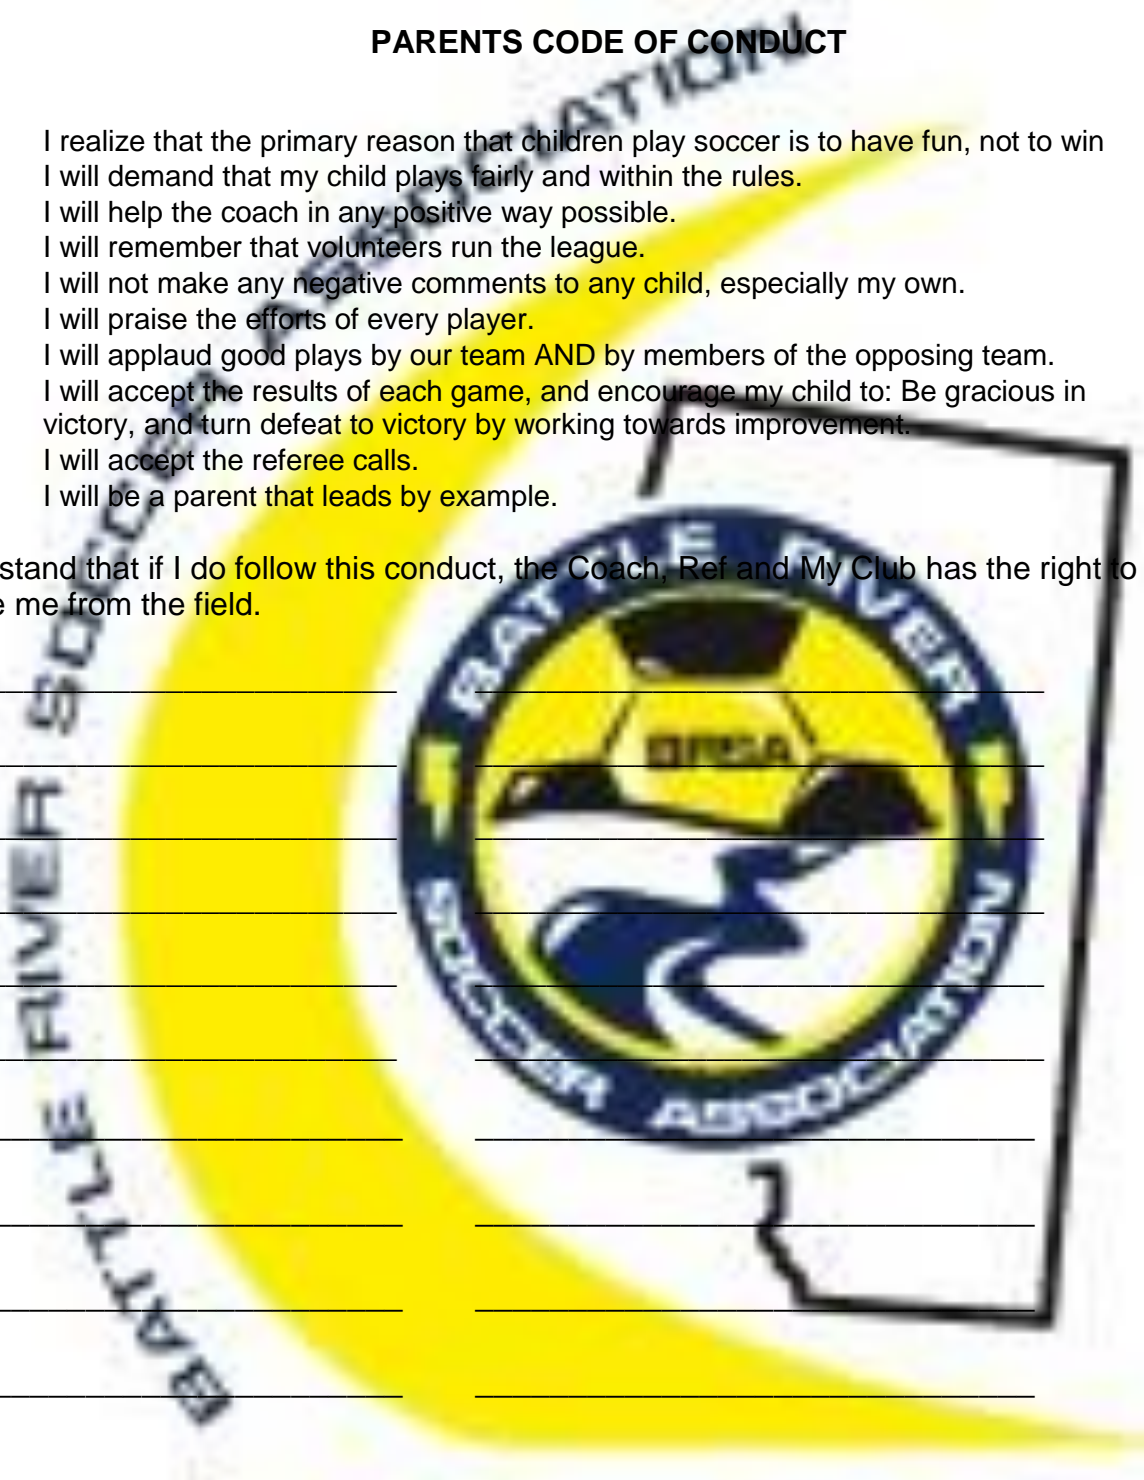 PARENTS CODE OF CONDUCT
I realize that the primary reason that children play soccer is to have fun, not to win
I will demand that my child plays fairly and within the rules.
I will help the coach in any positive way possible.
I will remember that volunteers run the league.
I will not make any negative comments to any child, especially my own.
I will praise the efforts of every player.
I will applaud good plays by our team AND by members of the opposing team.
I will accept the results of each game, and encourage my child to: Be gracious in
victory, and turn defeat to victory by working towards improvement.
I will accept the referee calls.
I will be a parent that leads by example.
stand that if I do follow this conduct, the Coach, Ref and My Club has the right to
e me from the field.
BATTLE RIVER SOCCER ASSOCIATION
BATTLE RIVER
BRSA
SOCCER ASSOCIATION